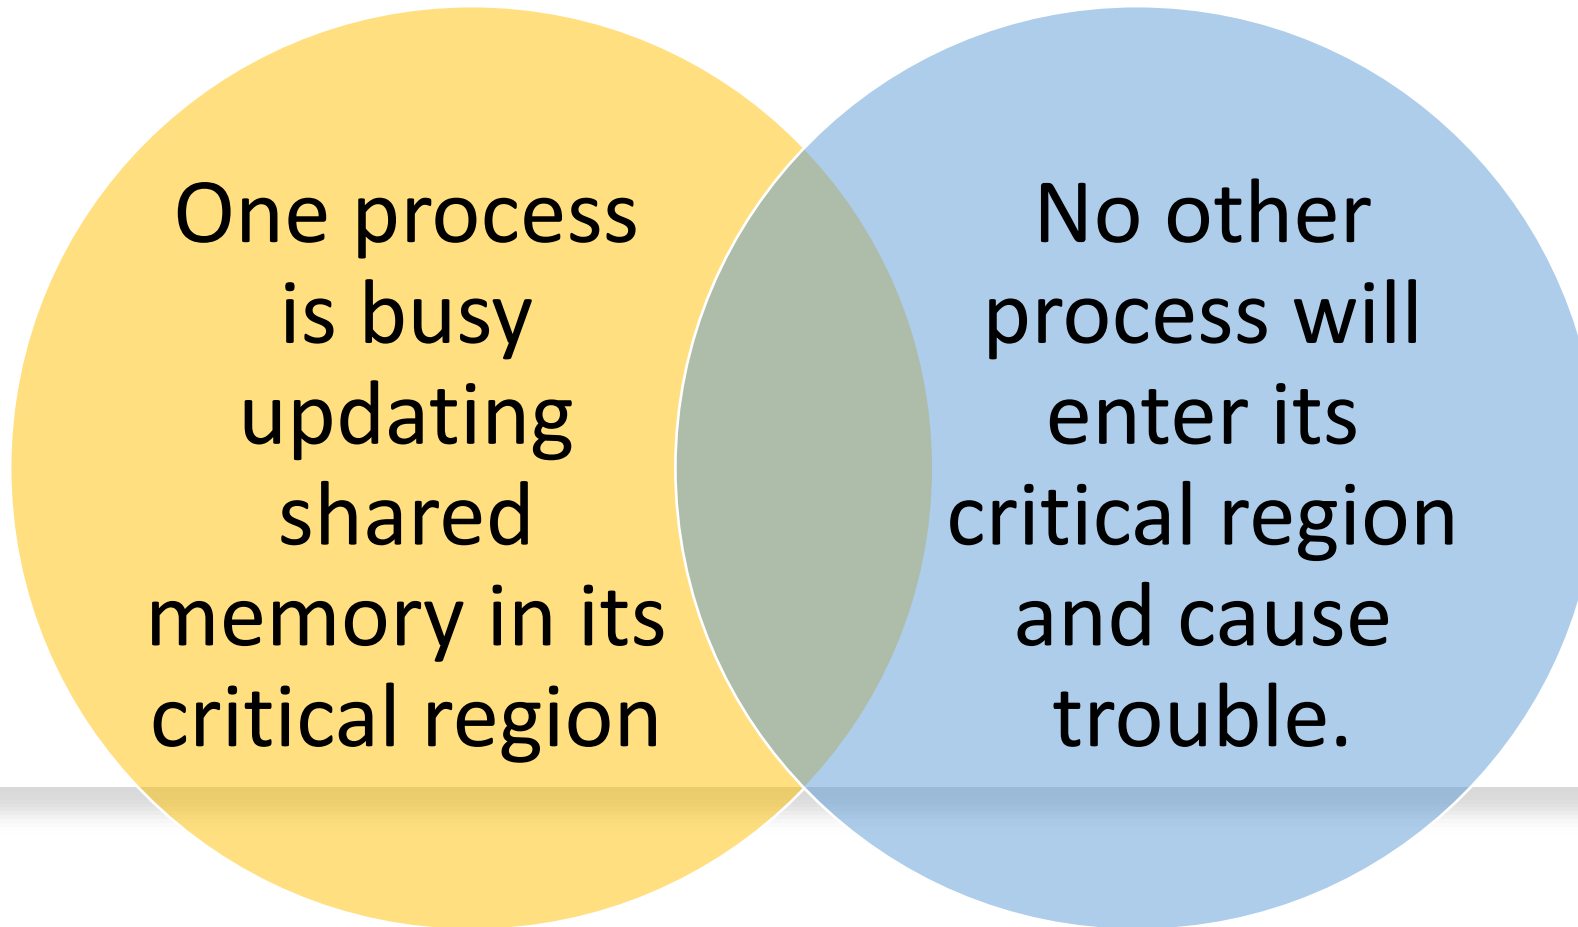 One process
is busy
updating
shared
memory in its
critical region
No other
process will
enter its
critical region
and cause
trouble.